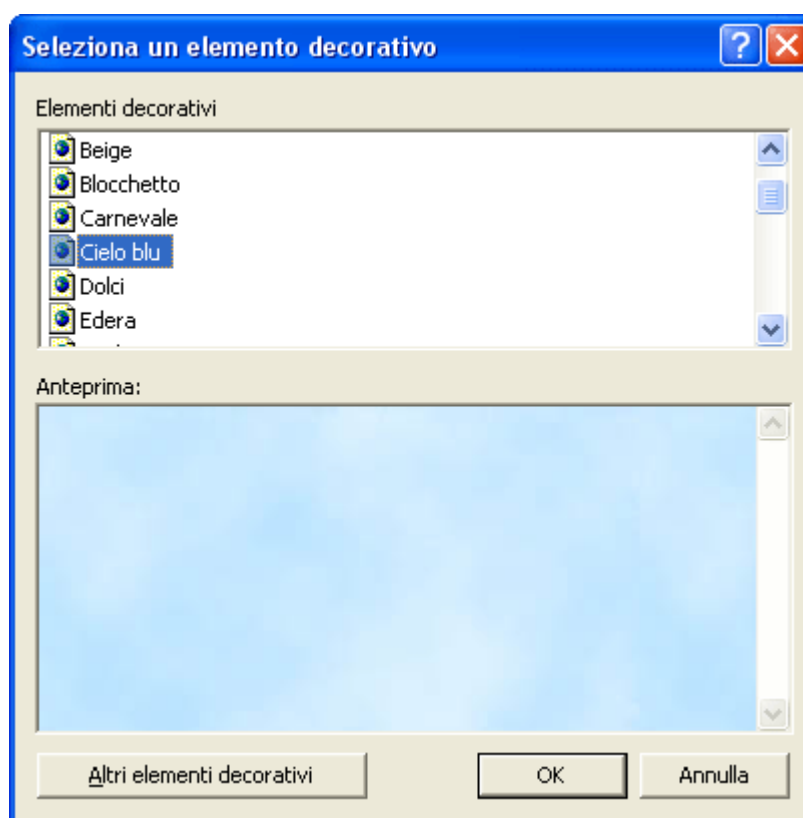 Seleziona un elemento decorativo
Elementi decorativi
Beige
Blocchetto
Carnevale
Cielo blu
Dolci
Edera
Anteprima:
Altri elementi decorativi
OK
Annulla